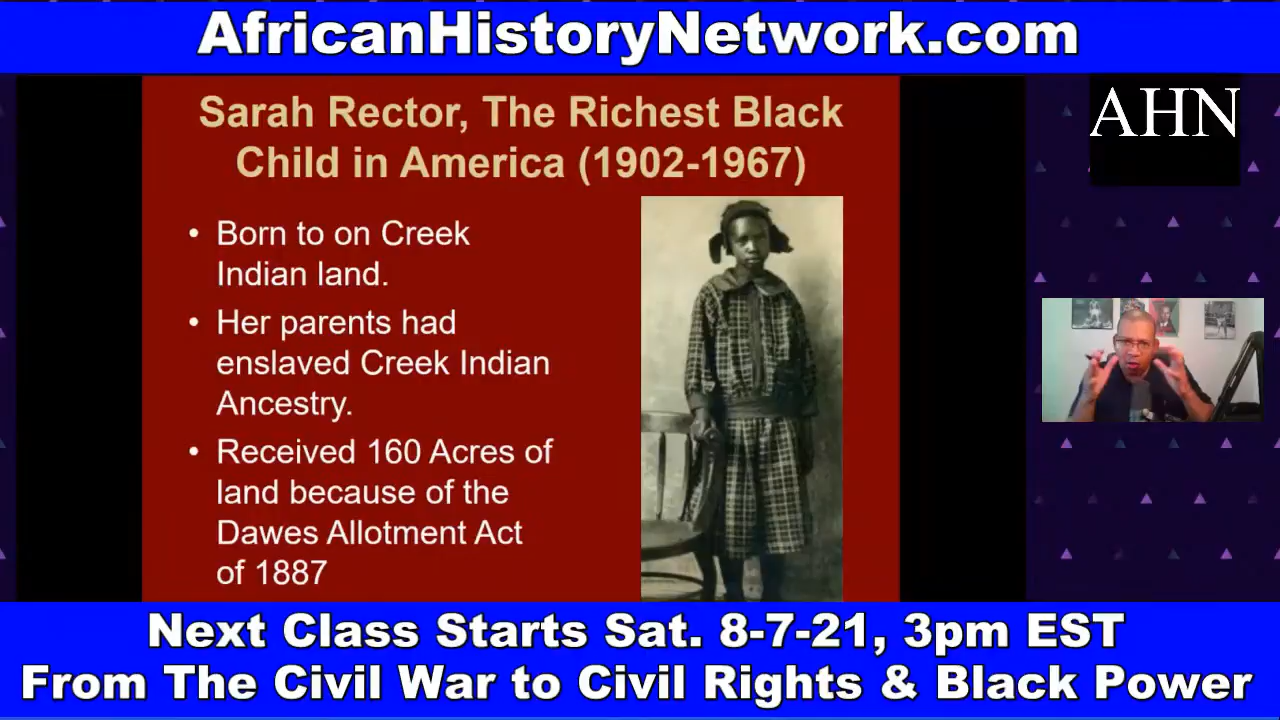 AfricanHistoryNetwork.com
AHN
Sarah Rector, The Richest Black
Child in America (1902-1967)
• Born to on Creek
Indian land.
• Her parents had
enslaved Creek Indian
Ancestry.
• Received 160 Acres of
land because of the
Dawes Allotment Act
of 1887
Next Class Starts Sat. 8-7-21, 3pm EST
From The Civil War to Civil Rights & Black Power